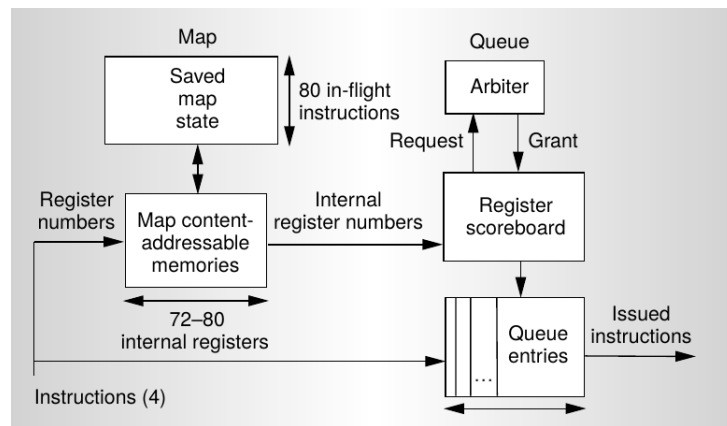 Map
Saved
map
state
80 in-flight
instructions
Queue
Arbiter
Request
Grant
Register
numbers
Map content-
addressable
memories
Internal
register numbers
Register
scoreboard
72–80
internal registers
Queue
entries
...
Issued
instructions
Instructions (4)